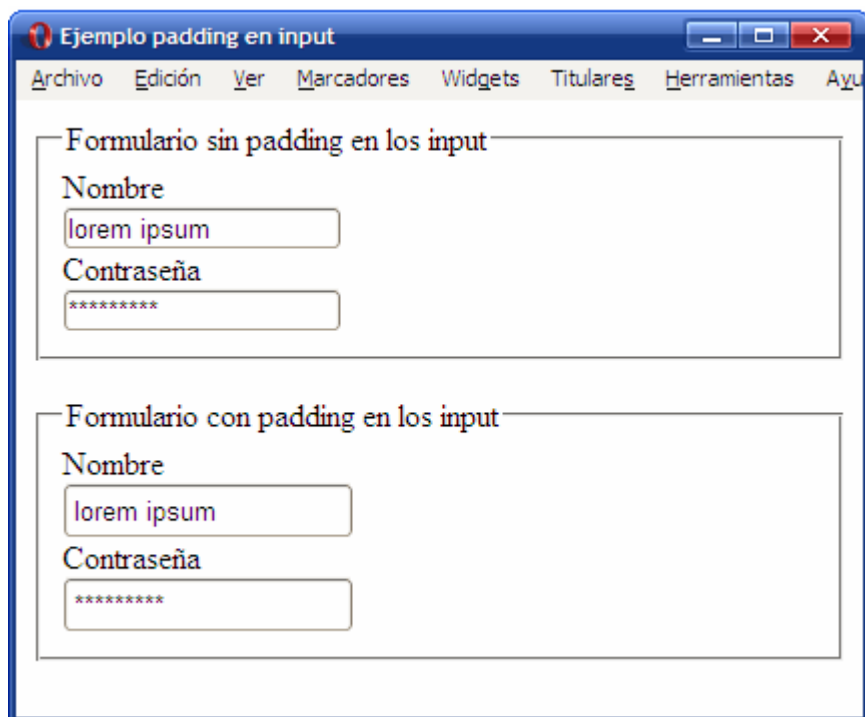 Ejemplo padding en input
Archivo Edición Ver Marcadores Widgets Titulares Herramientas Ayu
Formulario sin padding en los input
Nombre
lorem ipsum
Contraseña
*********
Formulario con padding en los input
Nombre
lorem ipsum
Contraseña
*********